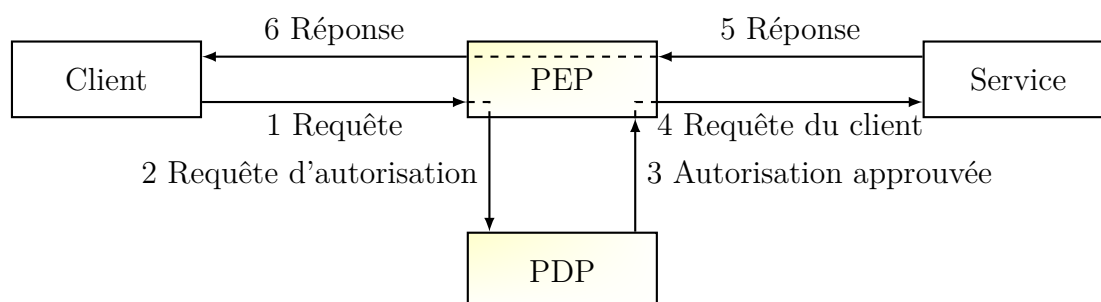 6 Réponse
5 Réponse
Client
PEP
Service
1 Requête
4 Requête du client
2 Requête d'autorisation
3 Autorisation approuvée
PDP